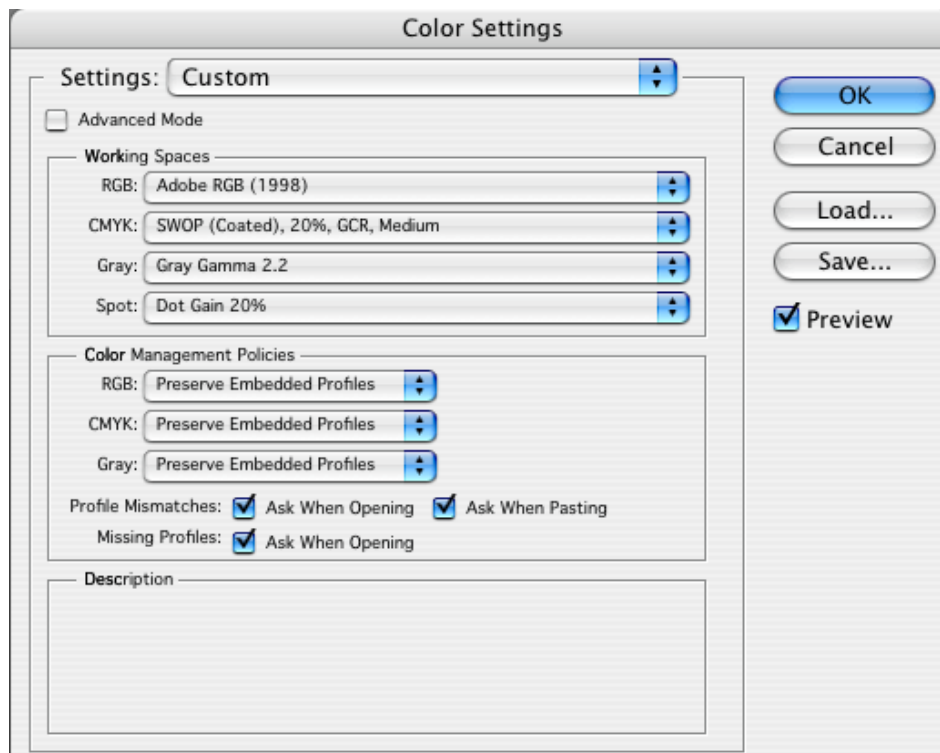 Color Settings
Settings: Custom
OK
Advanced Mode
Cancel
Working Spaces
RGB: Adobe RGB (1998)
CMYK: SWOP (Coated), 20%, GCR, Medium
Load...
Gray: Gray Gamma 2.2
Save...
Spot: Dot Gain 20%
Preview
Color Management Policies
RGB: Preserve Embedded Profiles
CMYK: Preserve Embedded Profiles
Gray: Preserve Embedded Profiles
Profile Mismatches: Ask When Opening Ask When Pasting
Missing Profiles: Ask When Opening
Description